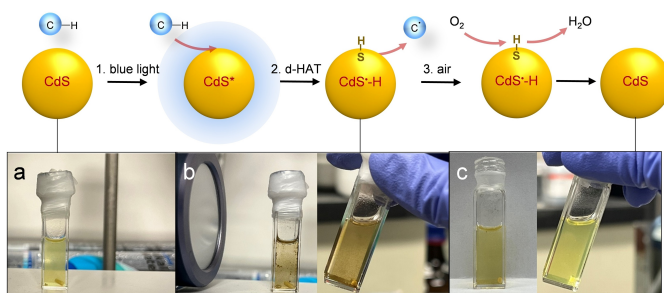 C-H
C-H
H
S
C•
O₂
H
S
H₂O
CdS
1. blue light
CdS*
2. d-HAT
CdS•-H
3. air
CdS•-H
CdS
a
b
c